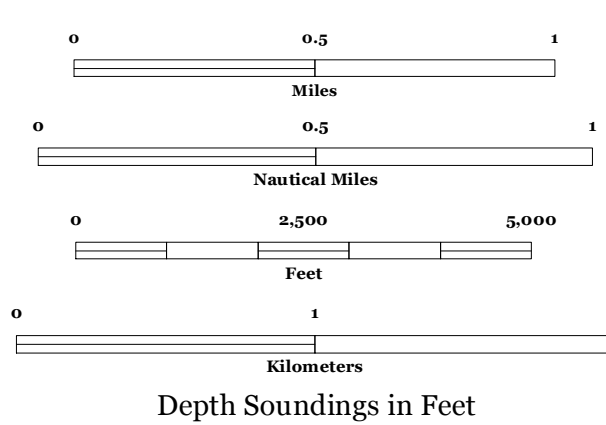 0 0.5 1
Miles
0 0.5 1
Nautical Miles
0 2,500 5,000
Feet
0 1
Kilometers
Depth Soundings in Feet